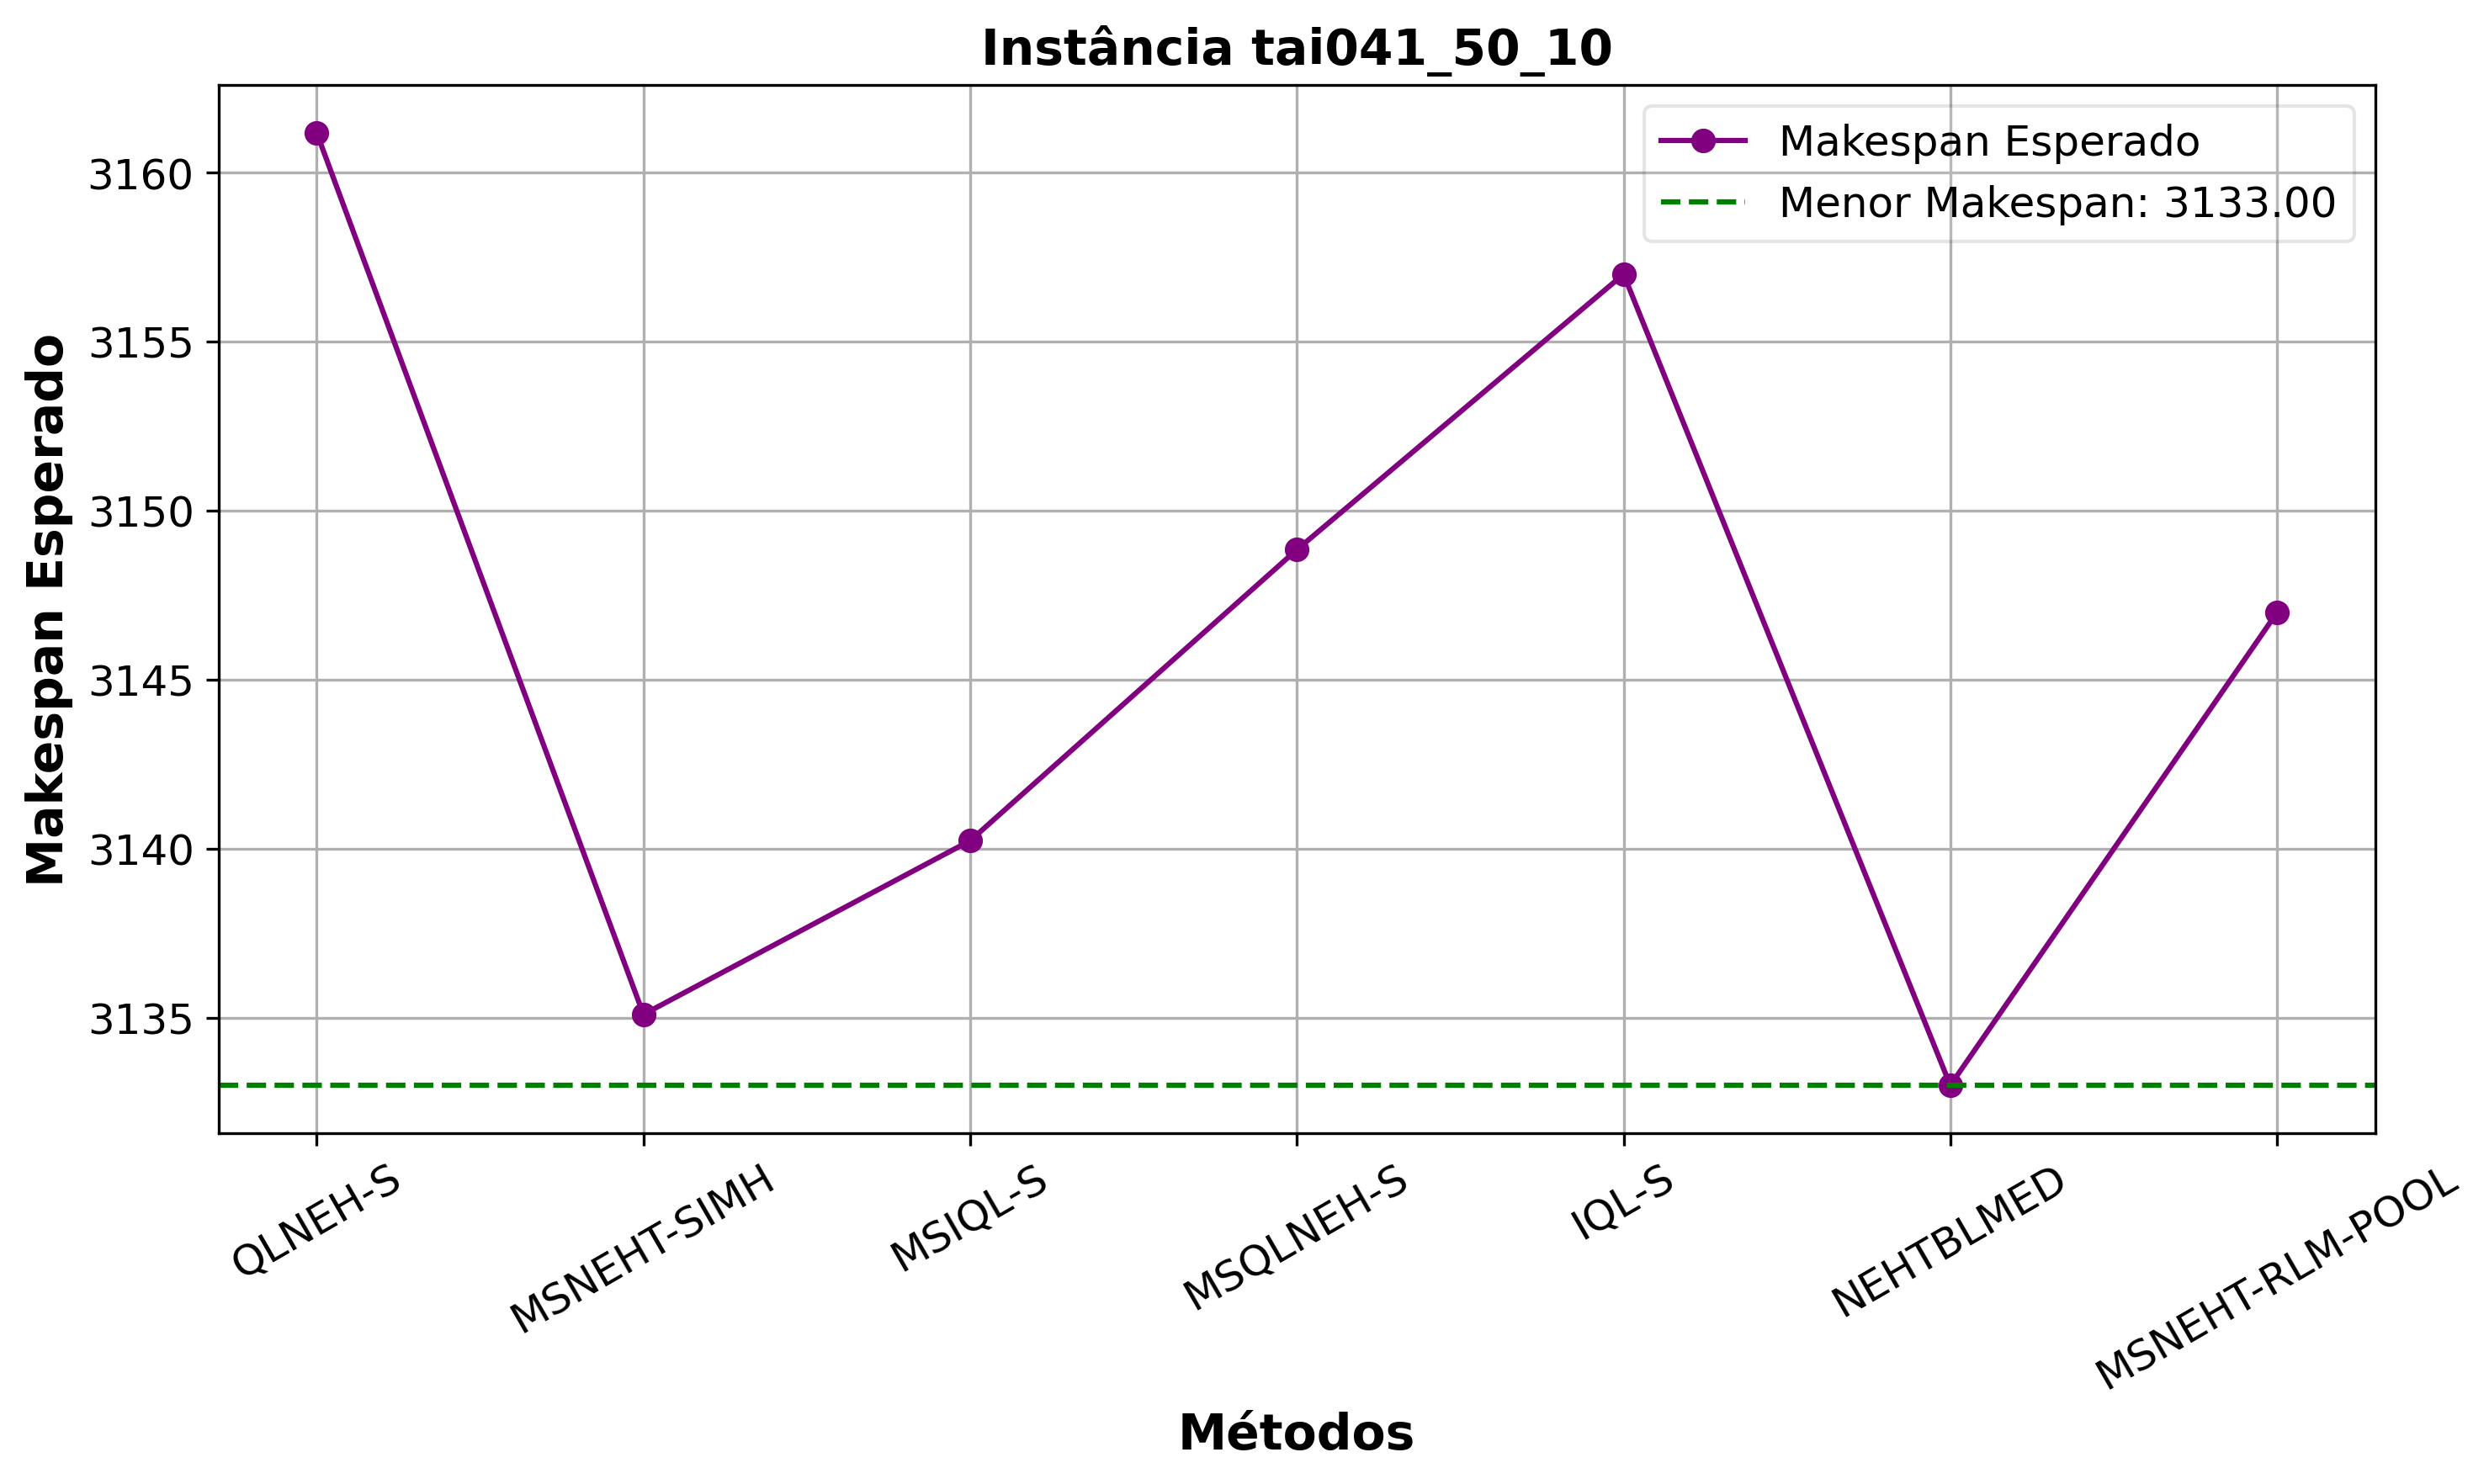 Instância tai041_50_10
Makespan Esperado
Menor Makespan: 3133.00
Makespan Esperado
3160
3155
3150
3145
3140
3135
QLNEH-S
MSNEHT-SIMH
MSIQL-S
MSQLNEH-S
IQL-S
NEHTBLMED
MSNEHT-RLM-POOL
Métodos